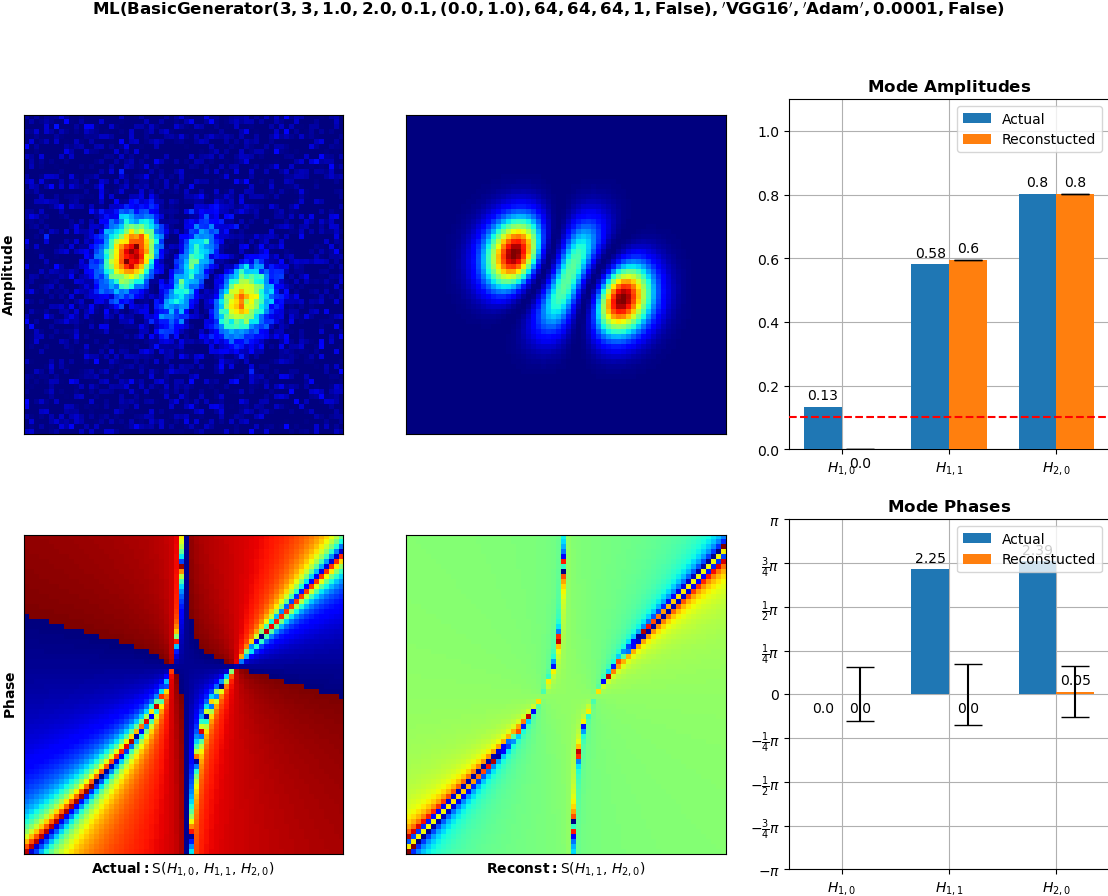 ML(BasicGenerator(3, 3, 1.0, 2.0, 0.1, (0.0, 1.0), 64, 64, 64, 1, False), ′VGG16′, ′Adam′, 0.0001, False)
Amplitude
Mode Amplitudes
Actual
Reconstucted
1.0
0.8
0.6
0.4
0.2
0.0
0.13
0.0
0.58
0.6
0.8
0.8
H1,0
H1,1
H2,0
Phase
Actual: S(H1,0, H1,1, H2,0)
Reconst: S(H1,1, H2,0)
Mode Phases
Actual
Reconstucted
π
3/4π
1/2π
1/4π
0
−1/4π
−1/2π
−3/4π
−π
0.0
0.0
2.25
0.0
2.39
0.05
H1,0
H1,1
H2,0